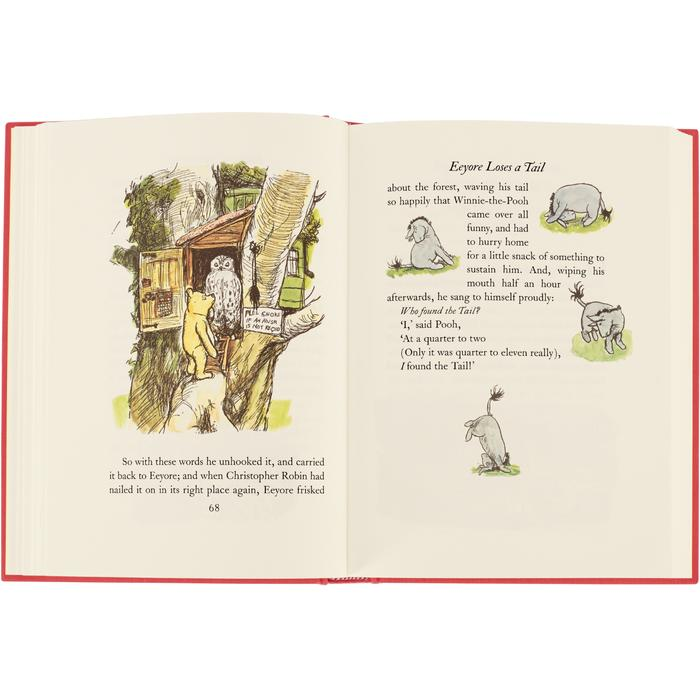 PLEZ CNOKE
IF AN RNSR
IS NOT REQID
So with these words he unhooked it, and carried
it back to Eeyore; and when Christopher Robin had
nailed it on in its right place again, Eeyore frisked
68
Eeyore Loses a Tail
about the forest, waving his tail
so happily that Winnie-the-Pooh
came over all
funny, and had
to hurry home
for a little snack of something to
sustain him. And, wiping his
mouth half an hour
afterwards, he sang to himself proudly:
Who found the Tail?
‘I,’ said Pooh,
‘At a quarter to two
(Only it was quarter to eleven really),
I found the Tail!’